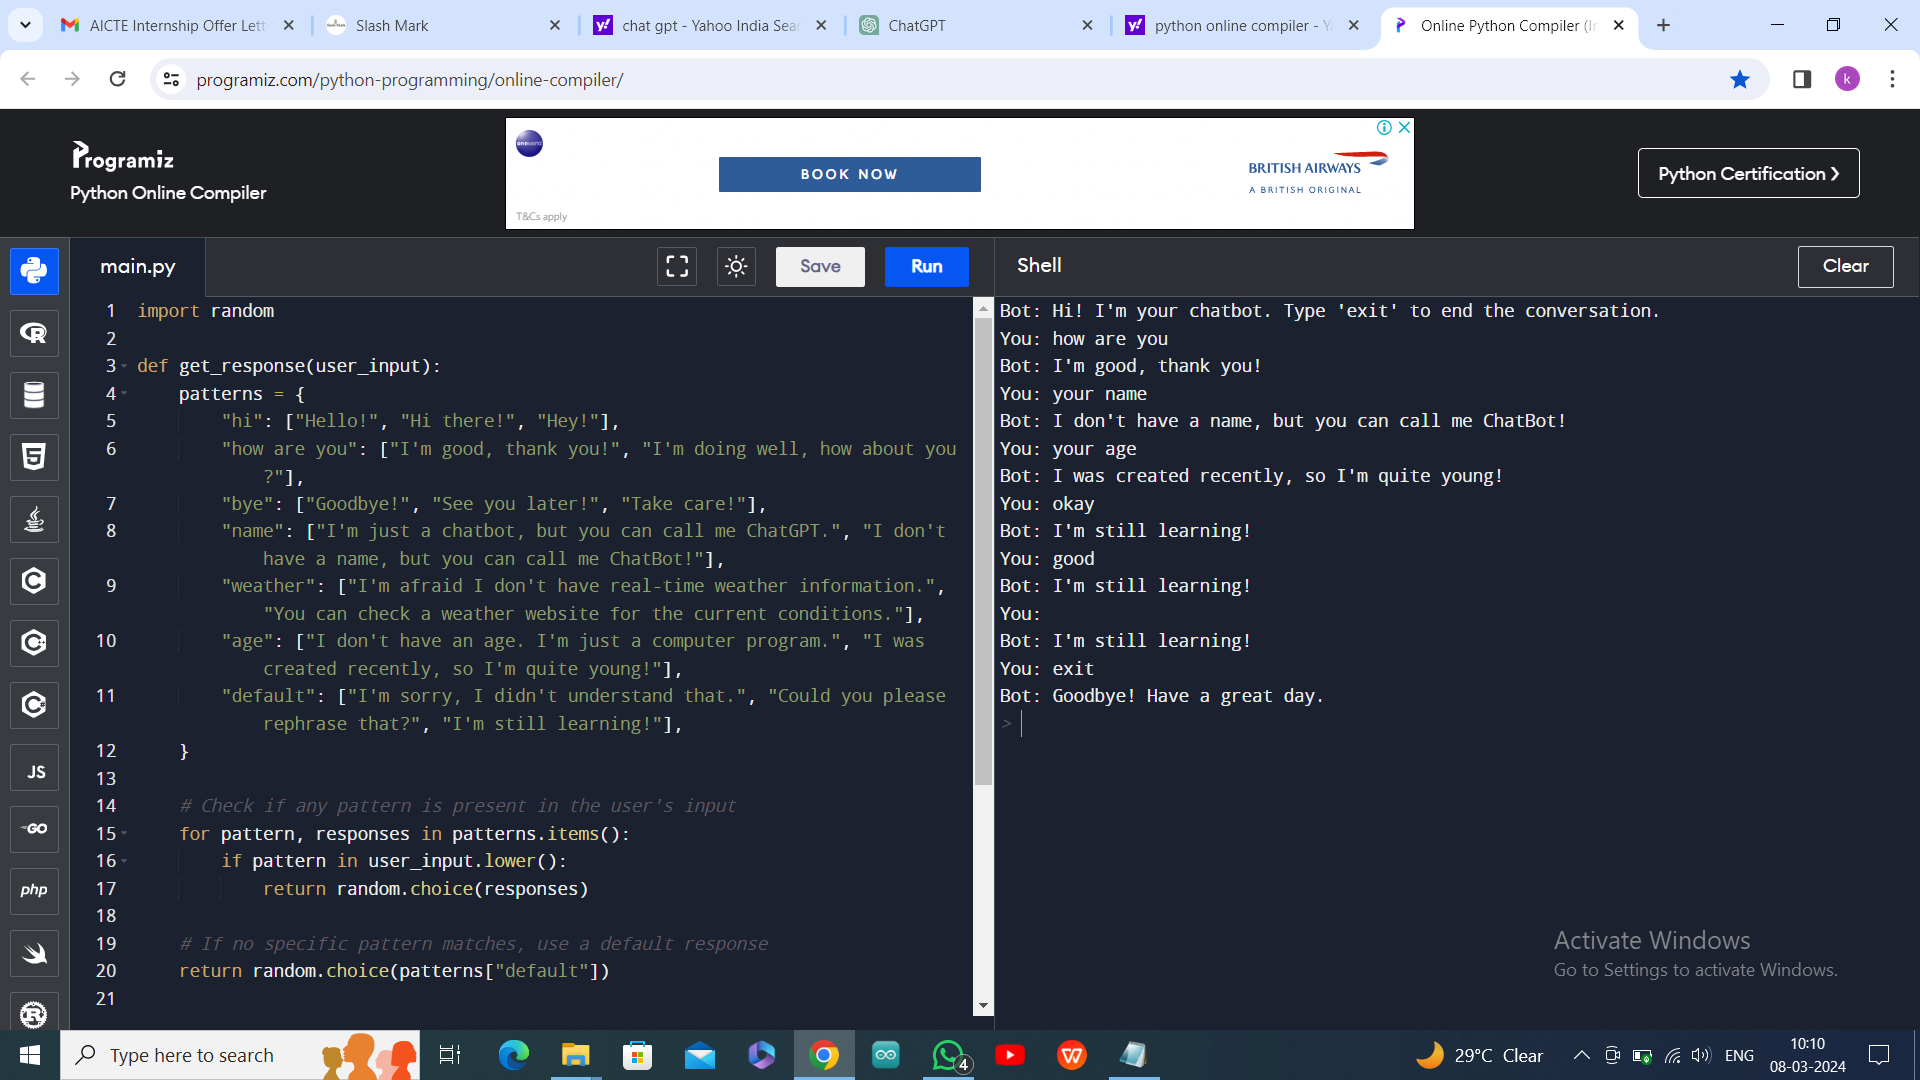 AICTE Internship Offer Lett
Slash Mark
chat gpt - Yahoo India Sear
ChatGPT
python online compiler - Y
Online Python Compiler (In
programiz.com/python-programming/online-compiler/
k
Programiz
Python Online Compiler
oneworld
BOOK NOW
BRITISH AIRWAYS
A BRITISH ORIGINAL
T&Cs apply
Python Certification ❯
main.py
Save
Run
Shell
Clear
1 import random
2
3 def get_response(user_input):
4 patterns = {
5 "hi": ["Hello!", "Hi there!", "Hey!"],
6 "how are you": ["I'm good, thank you!", "I'm doing well, how about you
?"],
7 "bye": ["Goodbye!", "See you later!", "Take care!"],
8 "name": ["I'm just a chatbot, but you can call me ChatGPT.", "I don't
have a name, but you can call me ChatBot!"],
9 "weather": ["I'm afraid I don't have real-time weather information.",
"You can check a weather website for the current conditions."],
10 "age": ["I don't have an age. I'm just a computer program.", "I was
created recently, so I'm quite young!"],
11 "default": ["I'm sorry, I didn't understand that.", "Could you please
rephrase that?", "I'm still learning!"],
12 }
13
14 # Check if any pattern is present in the user's input
15 for pattern, responses in patterns.items():
16 if pattern in user_input.lower():
17 return random.choice(responses)
18
19 # If no specific pattern matches, use a default response
20 return random.choice(patterns["default"])
21
Bot: Hi! I'm your chatbot. Type 'exit' to end the conversation.
You: how are you
Bot: I'm good, thank you!
You: your name
Bot: I don't have a name, but you can call me ChatBot!
You: your age
Bot: I was created recently, so I'm quite young!
You: okay
Bot: I'm still learning!
You: good
Bot: I'm still learning!
You:
Bot: I'm still learning!
You: exit
Bot: Goodbye! Have a great day.
>
JS
GO
php
Activate Windows
Go to Settings to activate Windows.
Type here to search
4
29°C Clear
ENG
10:10
08-03-2024